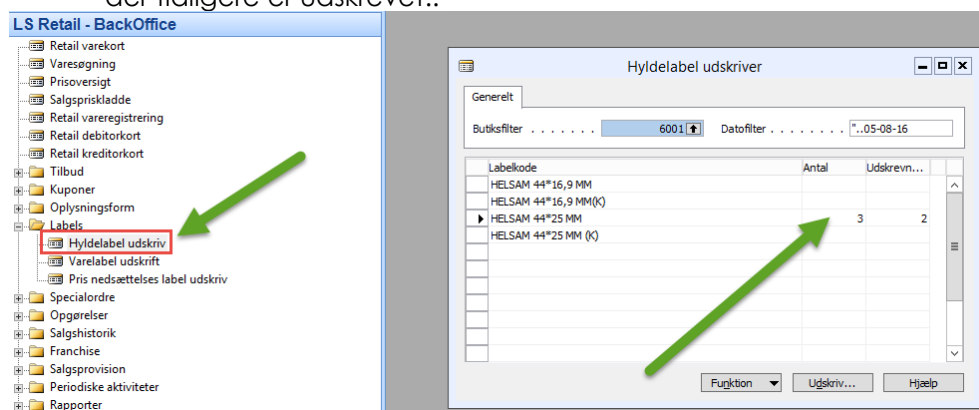 der tidligere er udskrevet..
LS Retail - BackOffice
Retail varekort
Varesøgning
Prisoversigt
Salgspriskladde
Retail vareregistrering
Retail debitorkort
Retail kreditorkort
Tilbud
Kuponer
Oplysningsform
Labels
Hyldelabel udskriv
Varelabel udskrift
Pris nedsættelses label udskriv
Specialordre
Opgørelser
Salgshistorik
Franchise
Salgsprovision
Periodiske aktiviteter
Rapporter
Hyldelabel udskriver
Generelt
Butiksfilter . . . . . . . 6001 Datofilter . . . . . . . . "..05-08-16
Labelkode Antal Udskrevn...
HELSAM 44*16,9 MM
HELSAM 44*16,9 MM(K)
HELSAM 44*25 MM 3 2
HELSAM 44*25 MM (K)
Funktion Udskriv... Hjælp